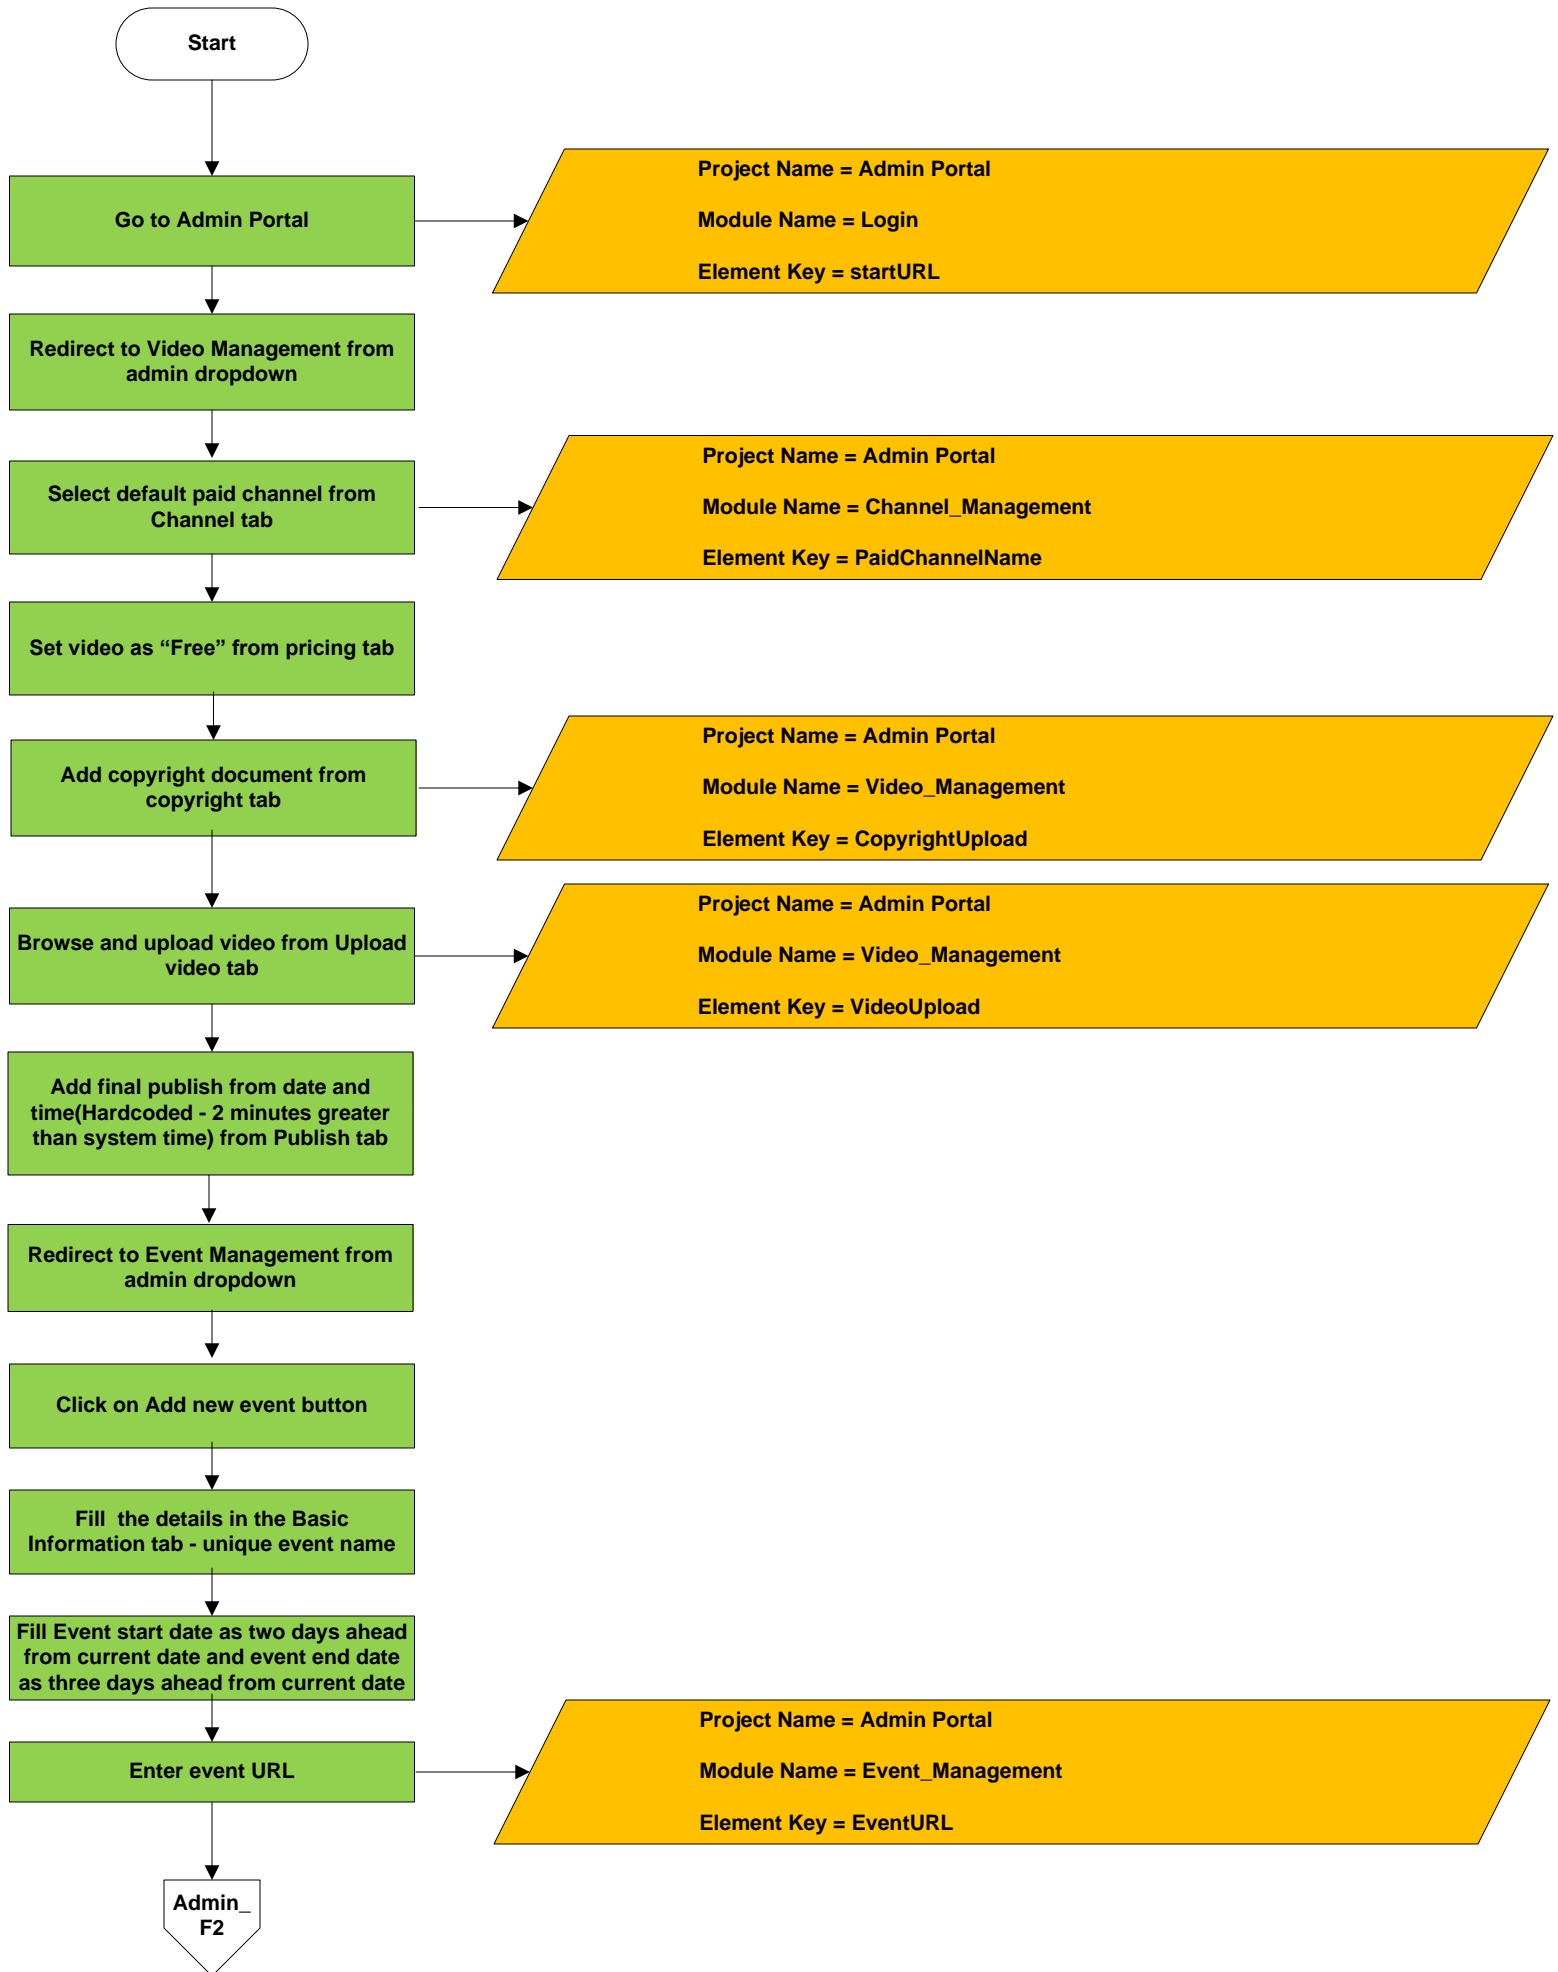 Start
Go to Admin Portal
Project Name = Admin Portal
Module Name = Login
Element Key = startURL
Redirect to Video Management from
admin dropdown
Select default paid channel from
Channel tab
Project Name = Admin Portal
Module Name = Channel_Management
Element Key = PaidChannelName
Set video as “Free” from pricing tab
Add copyright document from
copyright tab
Project Name = Admin Portal
Module Name = Video_Management
Element Key = CopyrightUpload
Browse and upload video from Upload
video tab
Project Name = Admin Portal
Module Name = Video_Management
Element Key = VideoUpload
Add final publish from date and
time(Hardcoded - 2 minutes greater
than system time) from Publish tab
Redirect to Event Management from
admin dropdown
Click on Add new event button
Fill  the details in the Basic
Information tab - unique event name
Fill Event start date as two days ahead
from current date and event end date
as three days ahead from current date
Enter event URL
Project Name = Admin Portal
Module Name = Event_Management
Element Key = EventURL
Admin_
F2